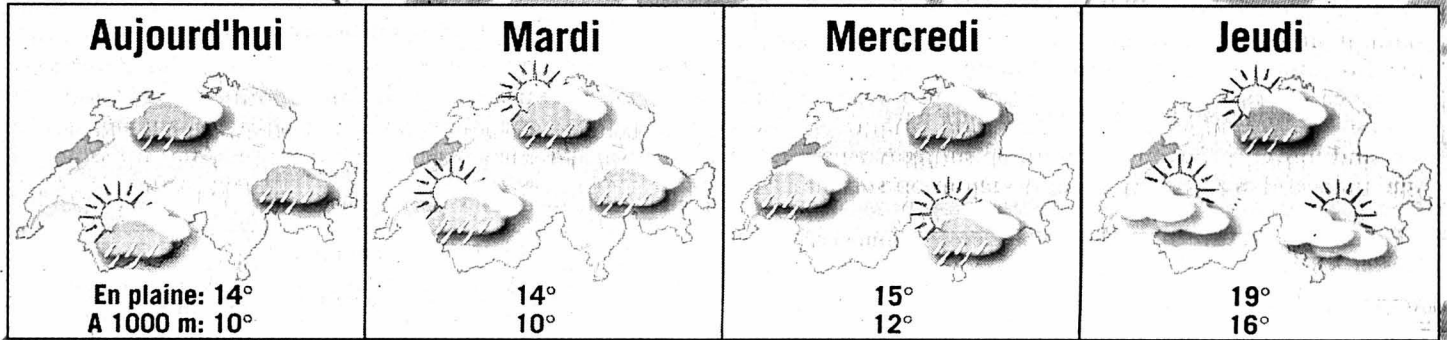 Aujourd'hui
En plaine: 14°
A 1000 m: 10°
Mardi
14°
10°
Mercredi
15°
12°
Jeudi
19°
16°